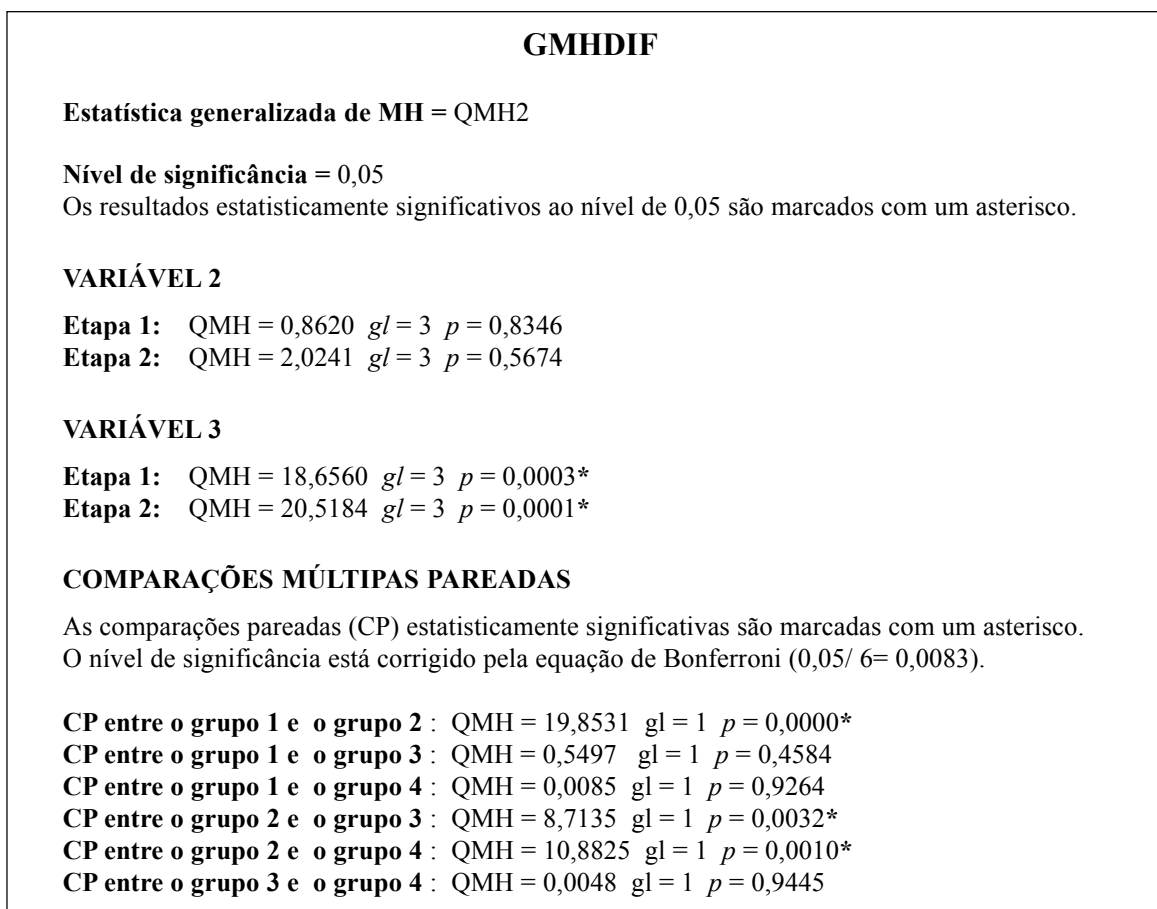 GMHDIF
Estatística generalizada de MH = QMH2
Nível de significância = 0,05
Os resultados estatisticamente significativos ao nível de 0,05 são marcados com um asterisco.
VARIÁVEL 2
Etapa 1: QMH = 0,8620 gl = 3 p = 0,8346
Etapa 2: QMH = 2,0241 gl = 3 p = 0,5674
VARIÁVEL 3
Etapa 1: QMH = 18,6560 gl = 3 p = 0,0003*
Etapa 2: QMH = 20,5184 gl = 3 p = 0,0001*
COMPARAÇÕES MÚLTIPAS PAREADAS
As comparações pareadas (CP) estatisticamente significativas são marcadas com um asterisco.
O nível de significância está corrigido pela equação de Bonferroni (0,05/ 6= 0,0083).
CP entre o grupo 1 e o grupo 2 : QMH = 19,8531 gl = 1 p = 0,0000*
CP entre o grupo 1 e o grupo 3 : QMH = 0,5497 gl = 1 p = 0,4584
CP entre o grupo 1 e o grupo 4 : QMH = 0,0085 gl = 1 p = 0,9264
CP entre o grupo 2 e o grupo 3 : QMH = 8,7135 gl = 1 p = 0,0032*
CP entre o grupo 2 e o grupo 4 : QMH = 10,8825 gl = 1 p = 0,0010*
CP entre o grupo 3 e o grupo 4 : QMH = 0,0048 gl = 1 p = 0,9445